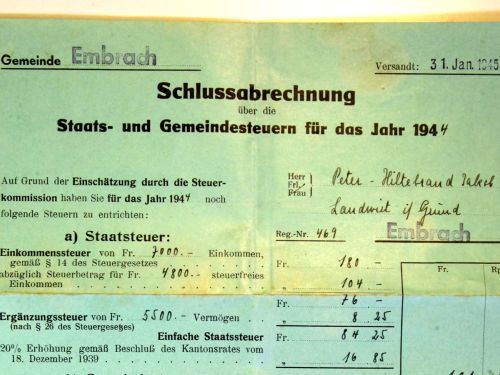 Gemeinde Embrach Versandt: 31. Jan. 1945
Schlussabrechnung
über die
Staats- und Gemeindesteuern für das Jahr 1944
Auf Grund der Einschätzung durch die Steuer-
kommission haben Sie für das Jahr 1944 noch
folgende Steuern zu entrichten:
Herr
Frl.
Frau
Peter - Hiltebrand Jakob
Landwirt i/ Grund
Reg.-Nr. 469 Embrach
a) Staatsteuer:
Einkommenssteuer von Fr. 7000.- Einkommen, Fr. 180 -
gemäß § 14 des Steuergesetzes
abzüglich Steuerbetrag für Fr. 4800.- steuerfreies
Einkommen „ 104 - Fr.
76 -
Ergänzungssteuer von Fr. 5500.- Vermögen „ 8 25
(nach § 26 des Steuergesetzes)
Einfache Staatssteuer Fr. 84 25
20% Erhöhung gemäß Beschluß des Kantonsrates vom
18. Dezember 1939 „ 16 85